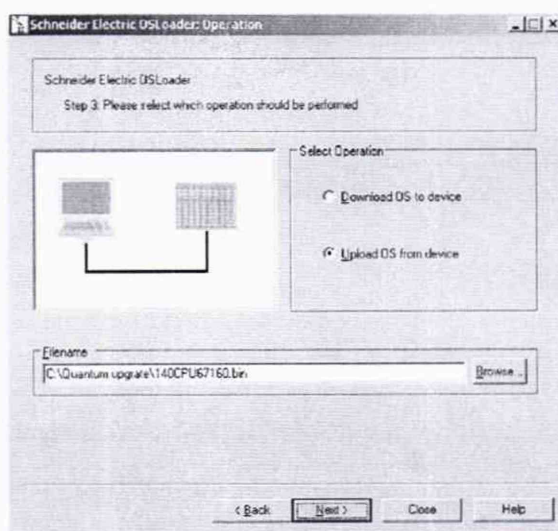 Schneider Electric OSLoader: Operation
Schneider Electric OSLoader
Step 3: Please select which operation should be performed
Select Operation
Download OS to device
Upload OS from device
Filename
C:\Quantum upgrate\140CPU67160.bin
Browse...
< Back
Next >
Close
Help